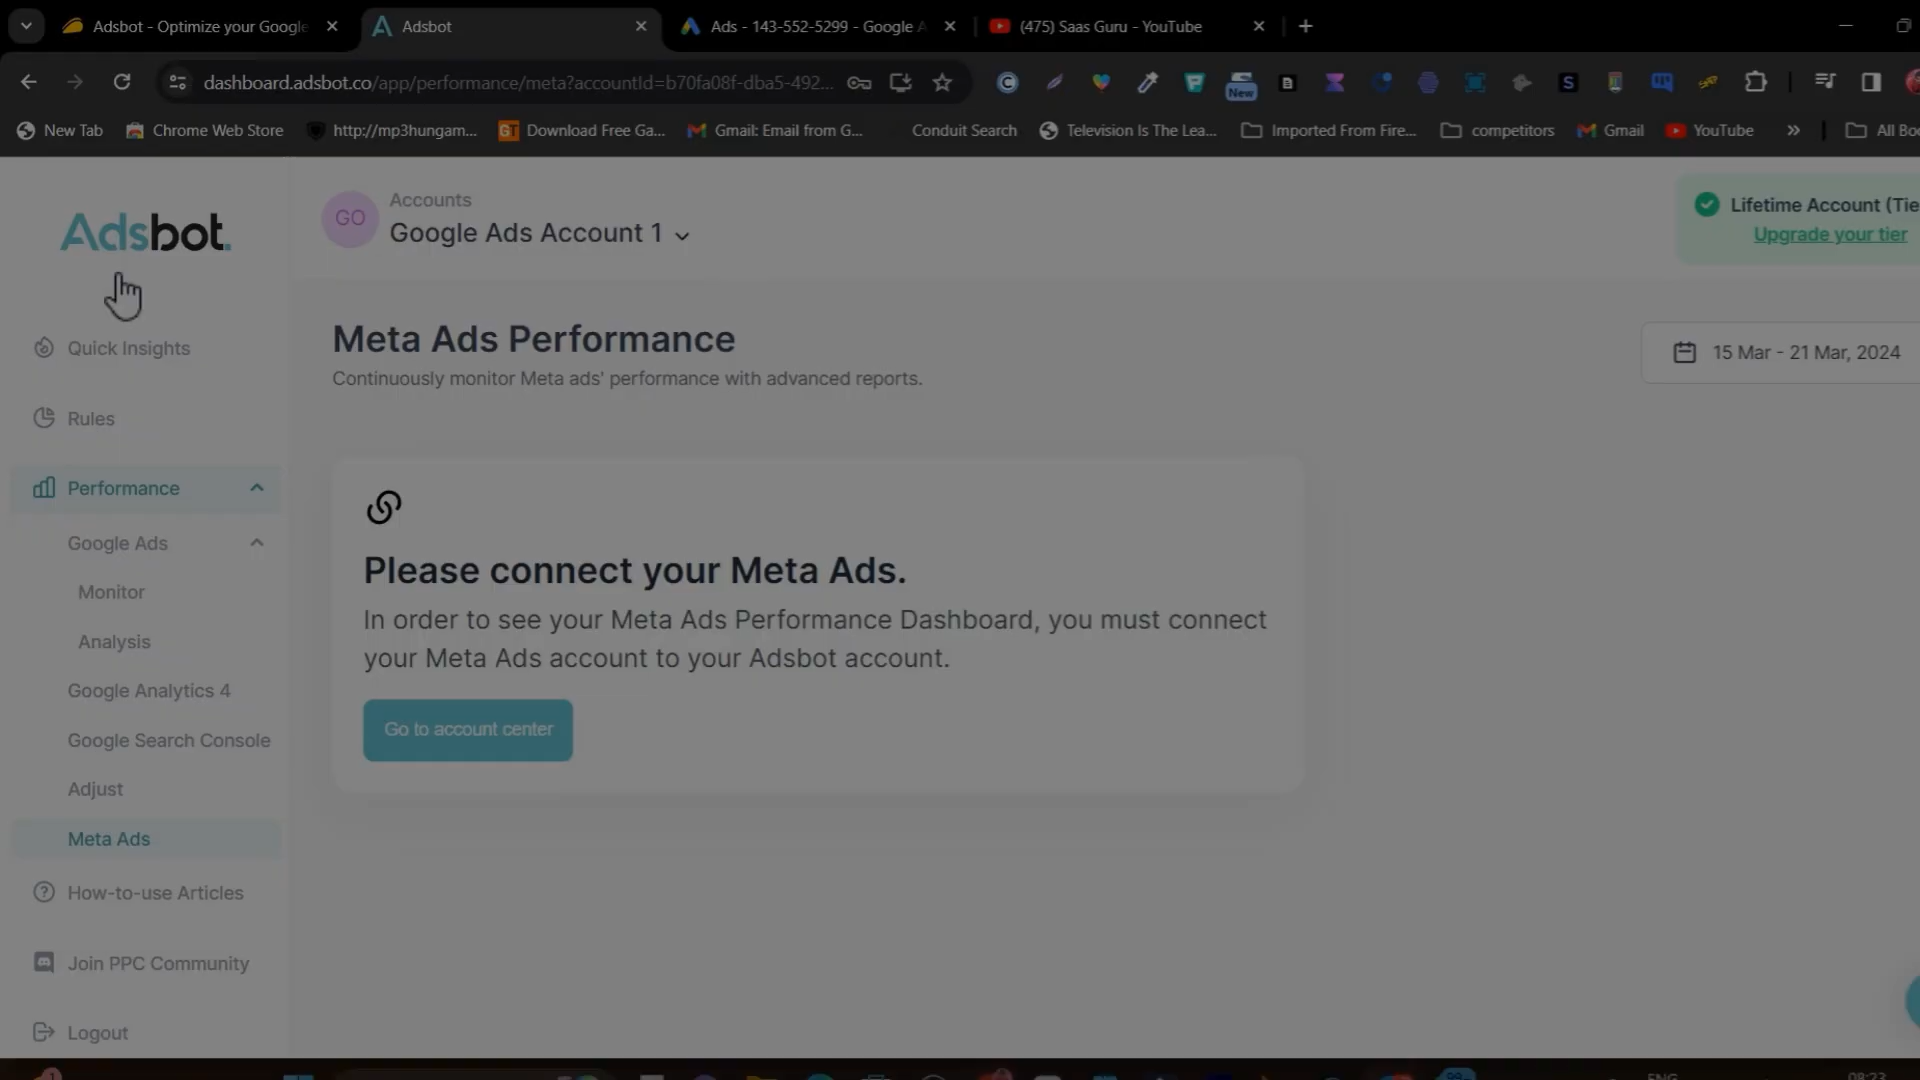 Adsbot - Optimize your Google
Adsbot
Ads - 143-552-5299 - Google A
(475) Saas Guru - YouTube
dashboard.adsbot.co/app/performance/meta?accountId=b70fa08f-dba5-492...
New
New Tab
Chrome Web Store
http://mp3hungam...
Download Free Ga...
Gmail: Email from G...
Conduit Search
Television Is The Lea...
Imported From Fire...
competitors
Gmail
YouTube
All Boo
Adsbot.
GO
Accounts
Google Ads Account 1
Lifetime Account (Tie
Upgrade your tier
Quick Insights
Rules
Performance
Google Ads
Monitor
Analysis
Google Analytics 4
Google Search Console
Adjust
Meta Ads
How-to-use Articles
Join PPC Community
Logout
Meta Ads Performance
Continuously monitor Meta ads' performance with advanced reports.
15 Mar - 21 Mar, 2024
Please connect your Meta Ads.
In order to see your Meta Ads Performance Dashboard, you must connect
your Meta Ads account to your Adsbot account.
Go to account center
ENG
08:23